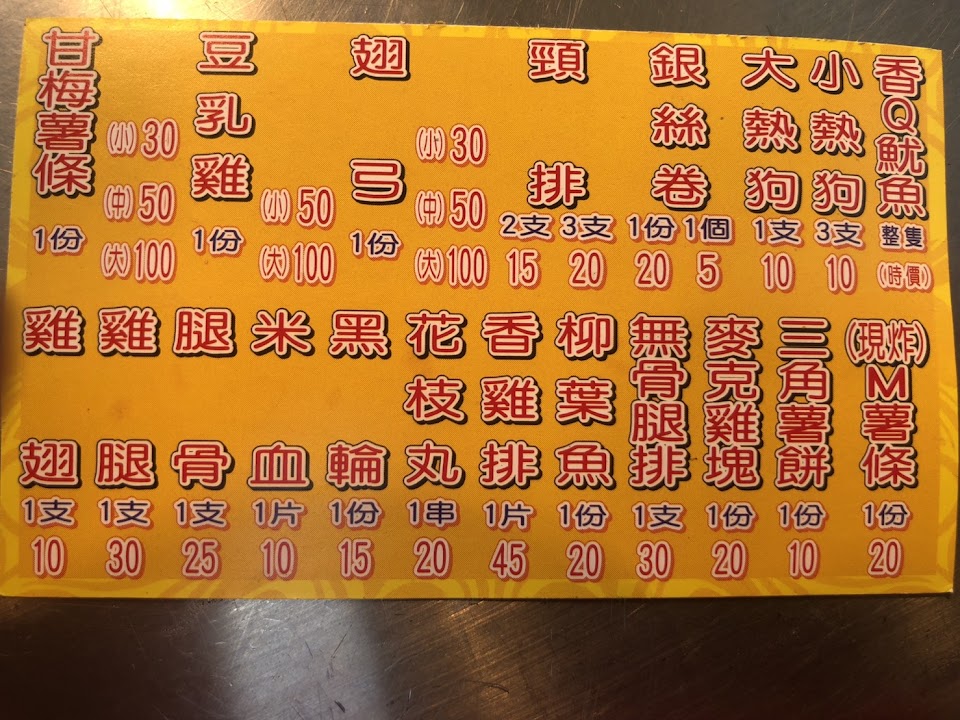 香Q魷魚 整隻 (時價)
小熱狗 3支 10
大熱狗 1支 10
銀絲卷 1份 20 1個 5
頸排 2支 15 3支 20
翅弓 1份 (小)30 (中)50 (大)100
豆乳雞 1份 (小)50 (大)100
甘梅薯條 1份 (小)30 (中)50 (大)100
(現炸)M薯條 1份 20
三角薯餅 1份 10
麥克雞塊 1份 20
無骨腿排 1支 30
柳葉魚 1份 20
香雞排 1片 45
花枝丸 1串 20
黑輪 1份 15
米血 1片 10
腿骨 1支 25
雞腿 1支 30
雞翅 1支 10